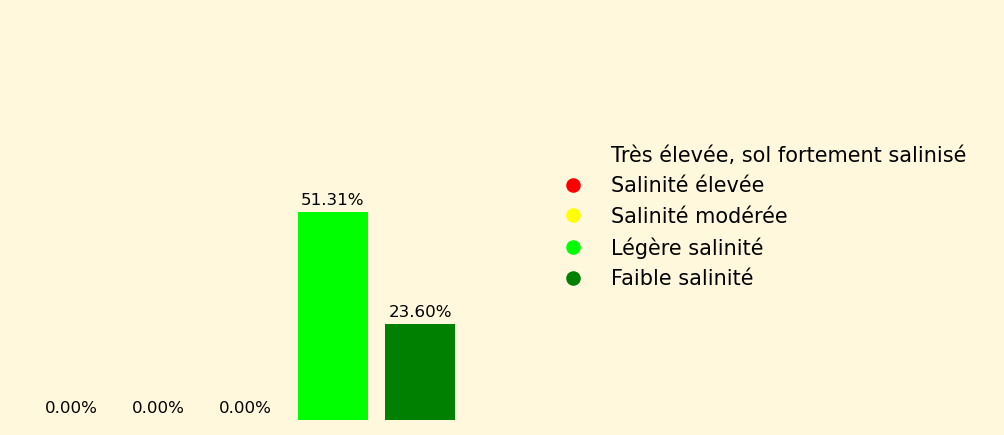 51.31%
23.60%
0.00%
0.00%
0.00%
Très élevée, sol fortement salinisé
Salinité élevée
Salinité modérée
Légère salinité
Faible salinité